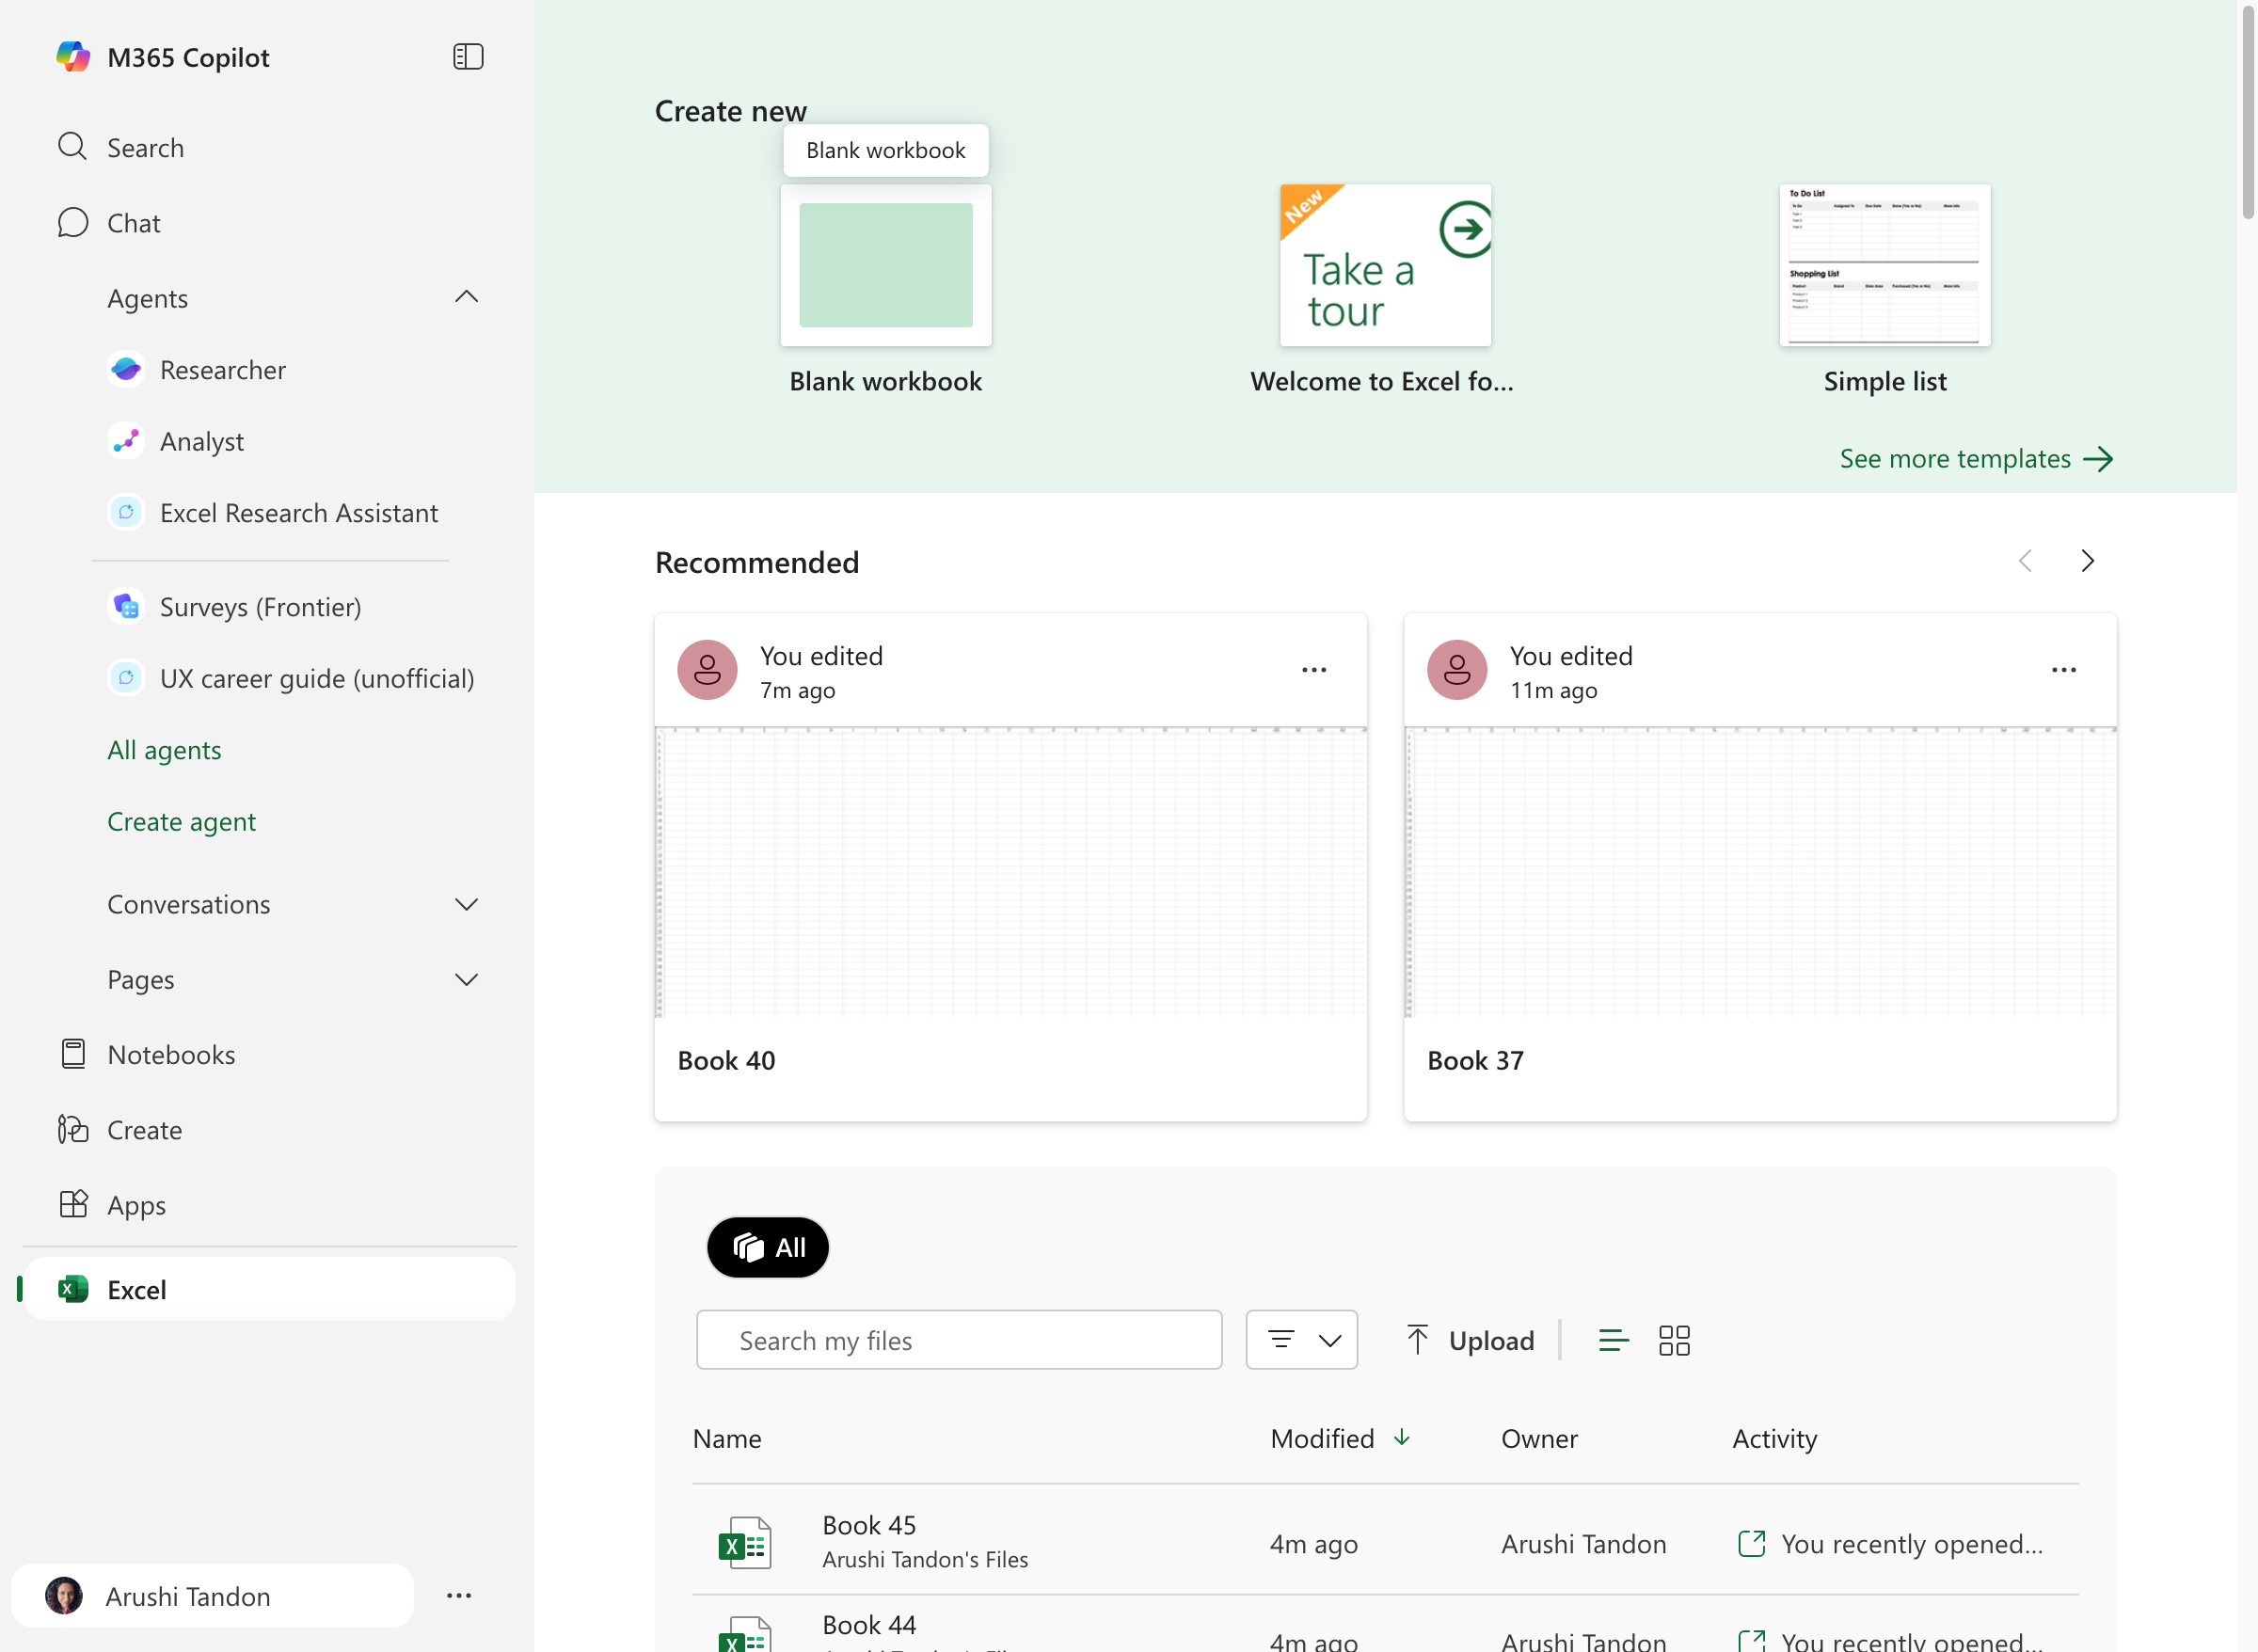 M365 Copilot
Search
Chat
Agents
Researcher
Analyst
Excel Research Assistant
Surveys (Frontier)
UX career guide (unofficial)
All agents
Create agent
Conversations
Pages
Notebooks
Create
Apps
Excel
Arushi Tandon
Create new
Blank workbook
New
Take a
tour
To Do List
Shopping List
Blank workbook
Welcome to Excel fo...
Simple list
See more templates
Recommended
You edited
7m ago
Book 40
You edited
11m ago
Book 37
All
Search my files
Upload
Name
Modified
Owner
Activity
Book 45
Arushi Tandon's Files
4m ago
Arushi Tandon
You recently opened...
Book 44
4m ago
Arushi Tandon
You recently opened...